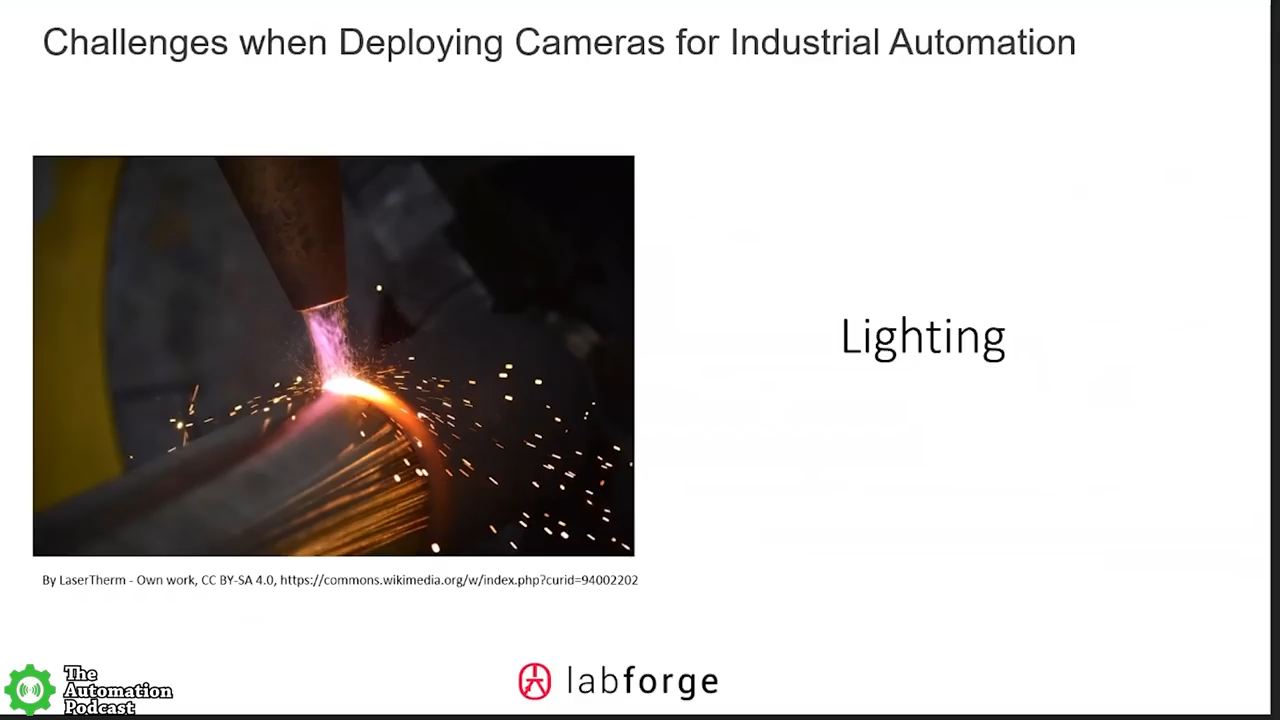 Challenges when Deploying Cameras for Industrial Automation
Lighting
By LaserTherm - Own work, CC BY-SA 4.0, https://commons.wikimedia.org/w/index.php?curid=94002202
The
Automation
Podcast
labforge